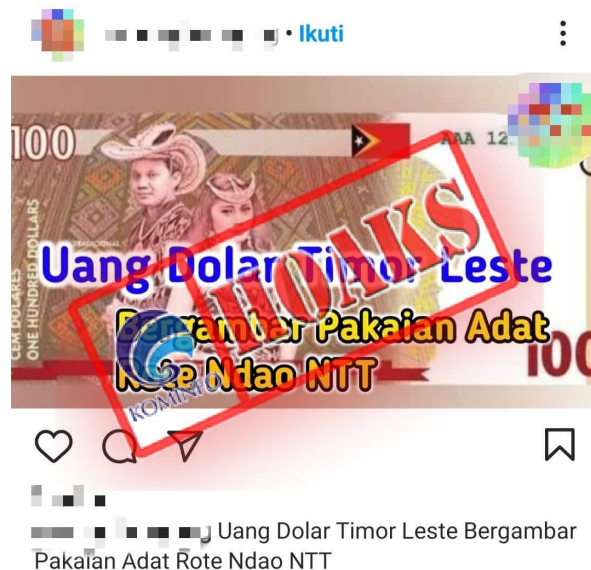 Ikuti
100
AAA 12
TRADICIONAL
CEM DOLARES
ONE HUNDRED DOLLARS
HOAKS
Uang Dolar Timor Leste
Bergambar Pakaian Adat
Rote Ndao NTT
KOMINFO
100
Uang Dolar Timor Leste Bergambar
Pakaian Adat Rote Ndao NTT